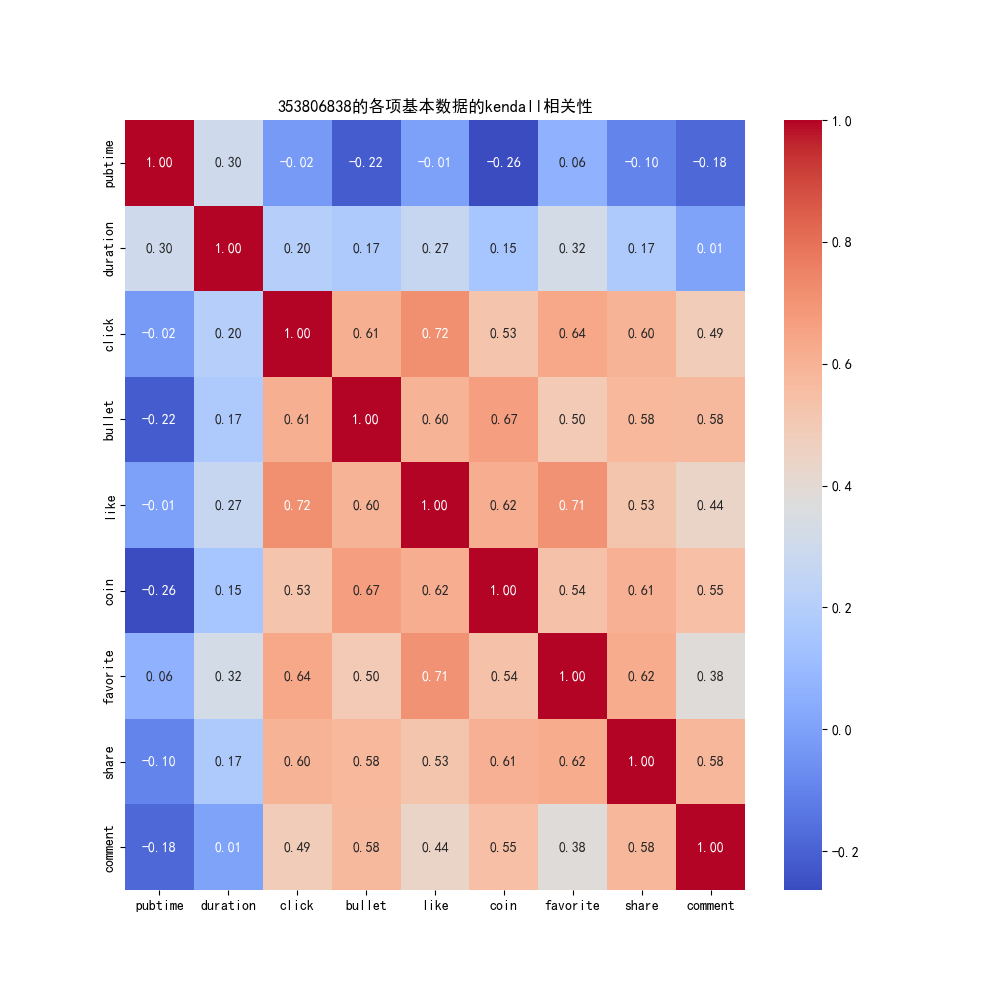 353806838的各项基本数据的kendall相关性
pubtime 1.00 0.30 -0.02 -0.22 -0.01 -0.26 0.06 -0.10 -0.18
duration 0.30 1.00 0.20 0.17 0.27 0.15 0.32 0.17 0.01
click -0.02 0.20 1.00 0.61 0.72 0.53 0.64 0.60 0.49
bullet -0.22 0.17 0.61 1.00 0.60 0.67 0.50 0.58 0.58
like -0.01 0.27 0.72 0.60 1.00 0.62 0.71 0.53 0.44
coin -0.26 0.15 0.53 0.67 0.62 1.00 0.54 0.61 0.55
favorite 0.06 0.32 0.64 0.50 0.71 0.54 1.00 0.62 0.38
share -0.10 0.17 0.60 0.58 0.53 0.61 0.62 1.00 0.58
comment -0.18 0.01 0.49 0.58 0.44 0.55 0.38 0.58 1.00
pubtime duration click bullet like coin favorite share comment
1.0
0.8
0.6
0.4
0.2
0.0
-0.2